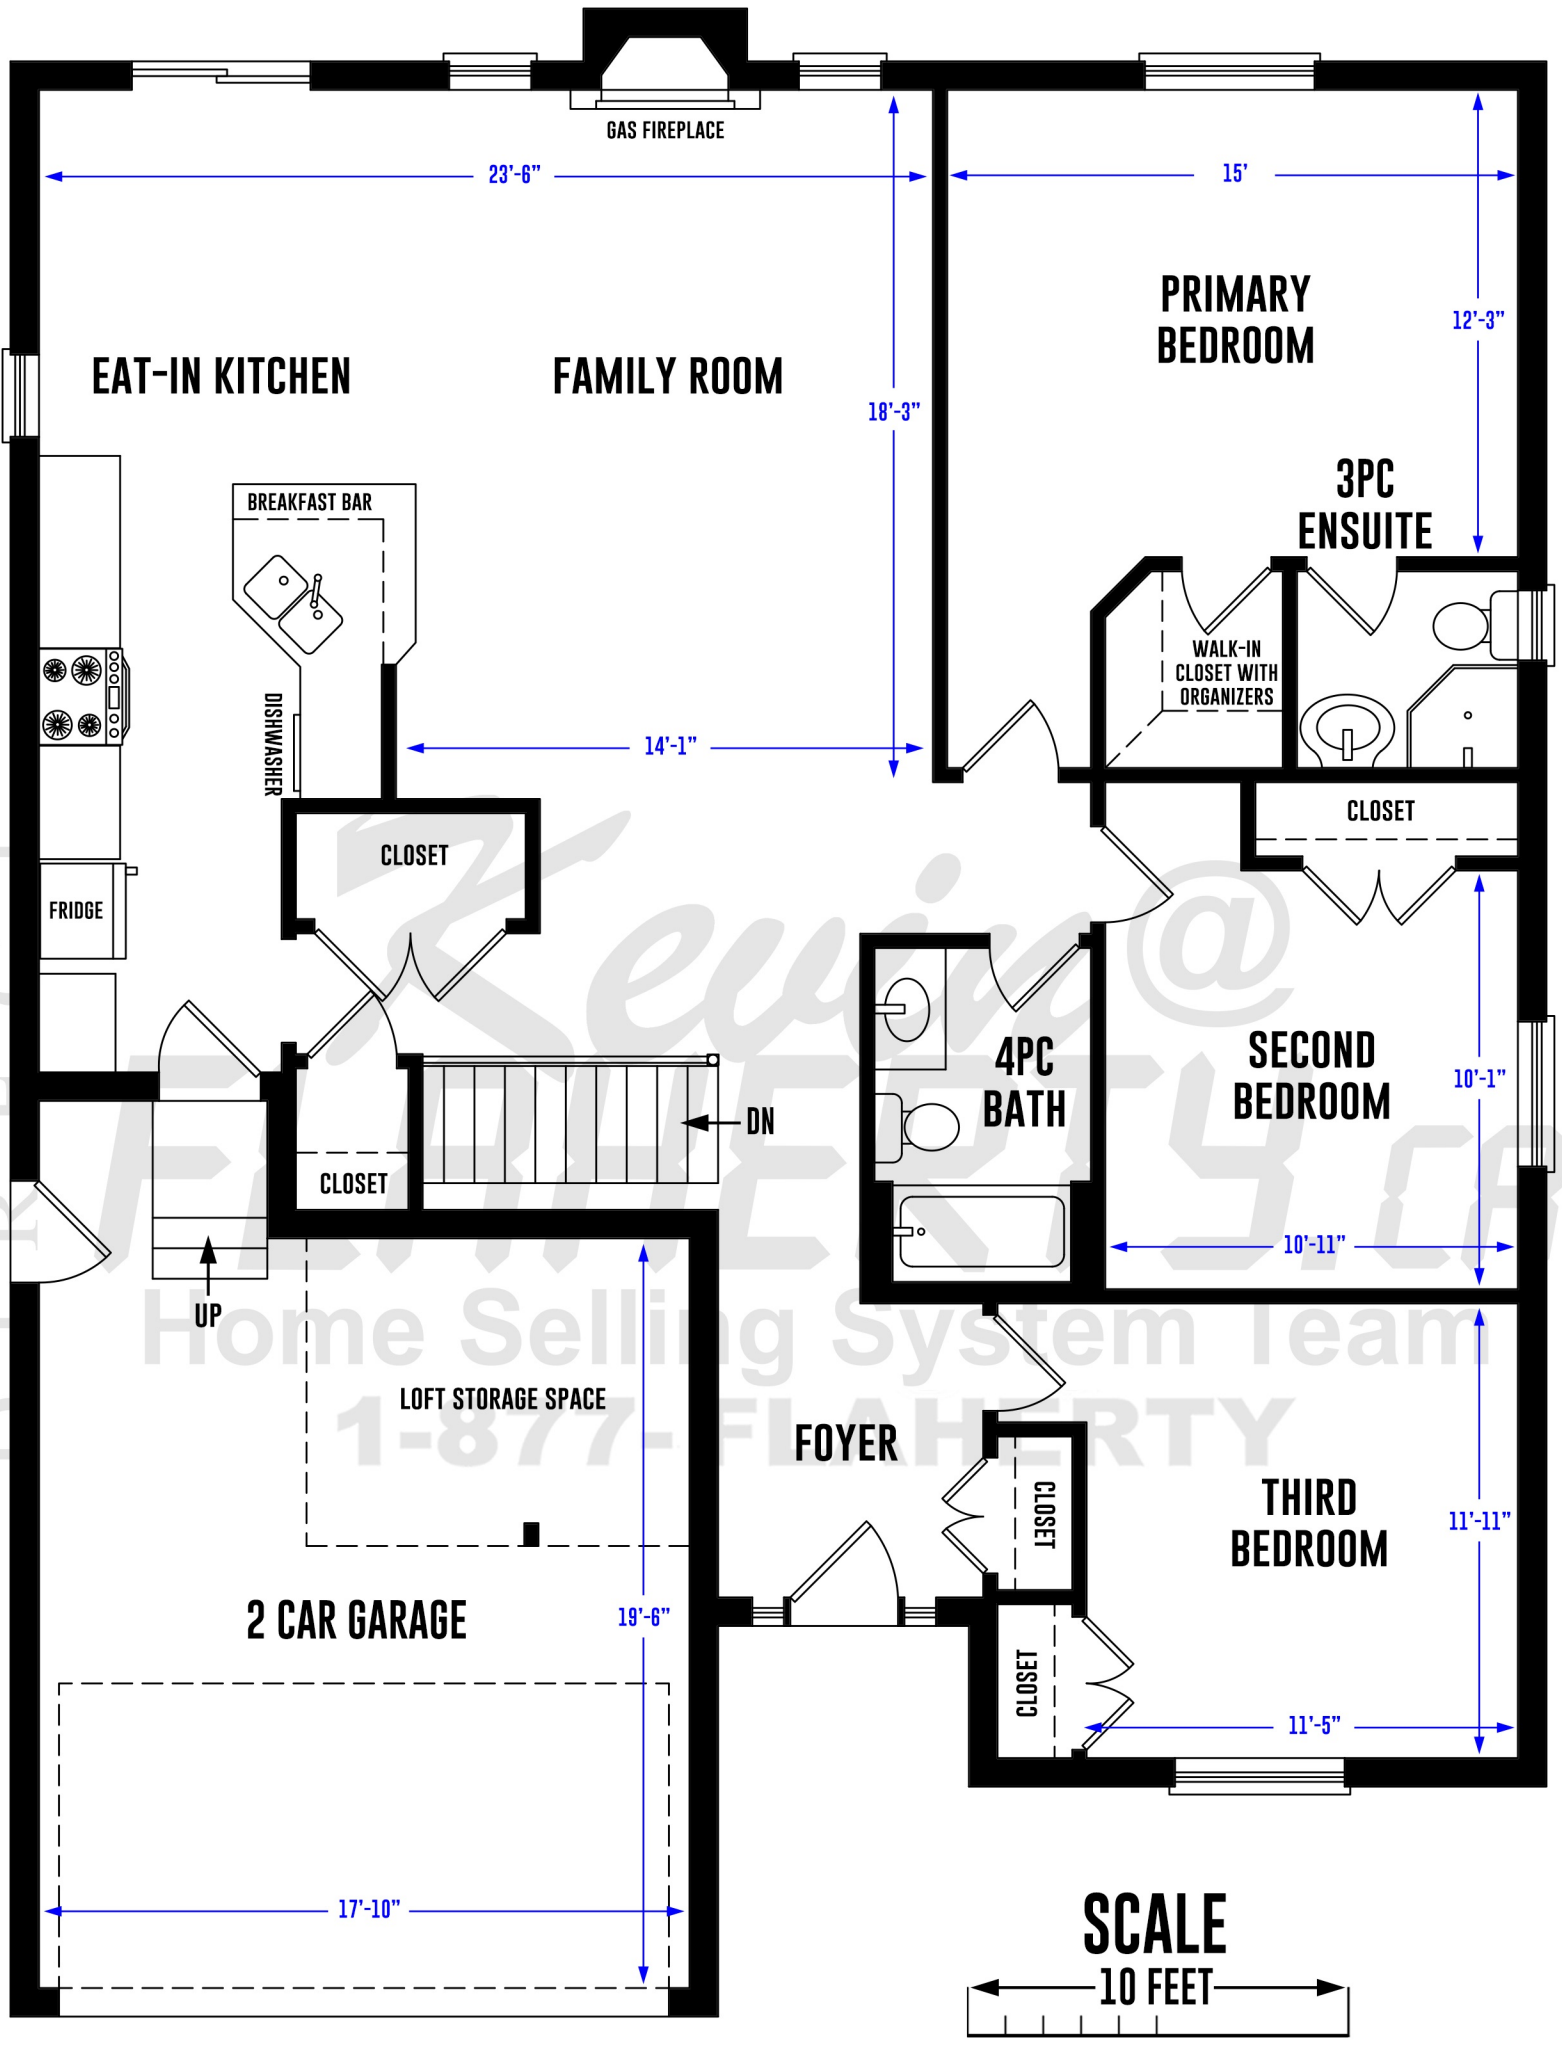 GAS FIREPLACE
23'-6"
15'
PRIMARY
BEDROOM
12'-3"
EAT-IN KITCHEN
FAMILY ROOM
18'-3"
3PC
ENSUITE
BREAKFAST BAR
WALK-IN
CLOSET WITH
ORGANIZERS
DISHWASHER
14'-1"
CLOSET
CLOSET
FRIDGE
Kevin@
FLAHERTY.CA
SECOND
BEDROOM
4PC
BATH
10'-1"
DN
CLOSET
10'-11"
UP
Home Selling System Team
LOFT STORAGE SPACE
1-877-FLAHERTY
FOYER
CLOSET
THIRD
BEDROOM
11'-11"
2 CAR GARAGE
19'-6"
CLOSET
11'-5"
17'-10"
SCALE
10 FEET